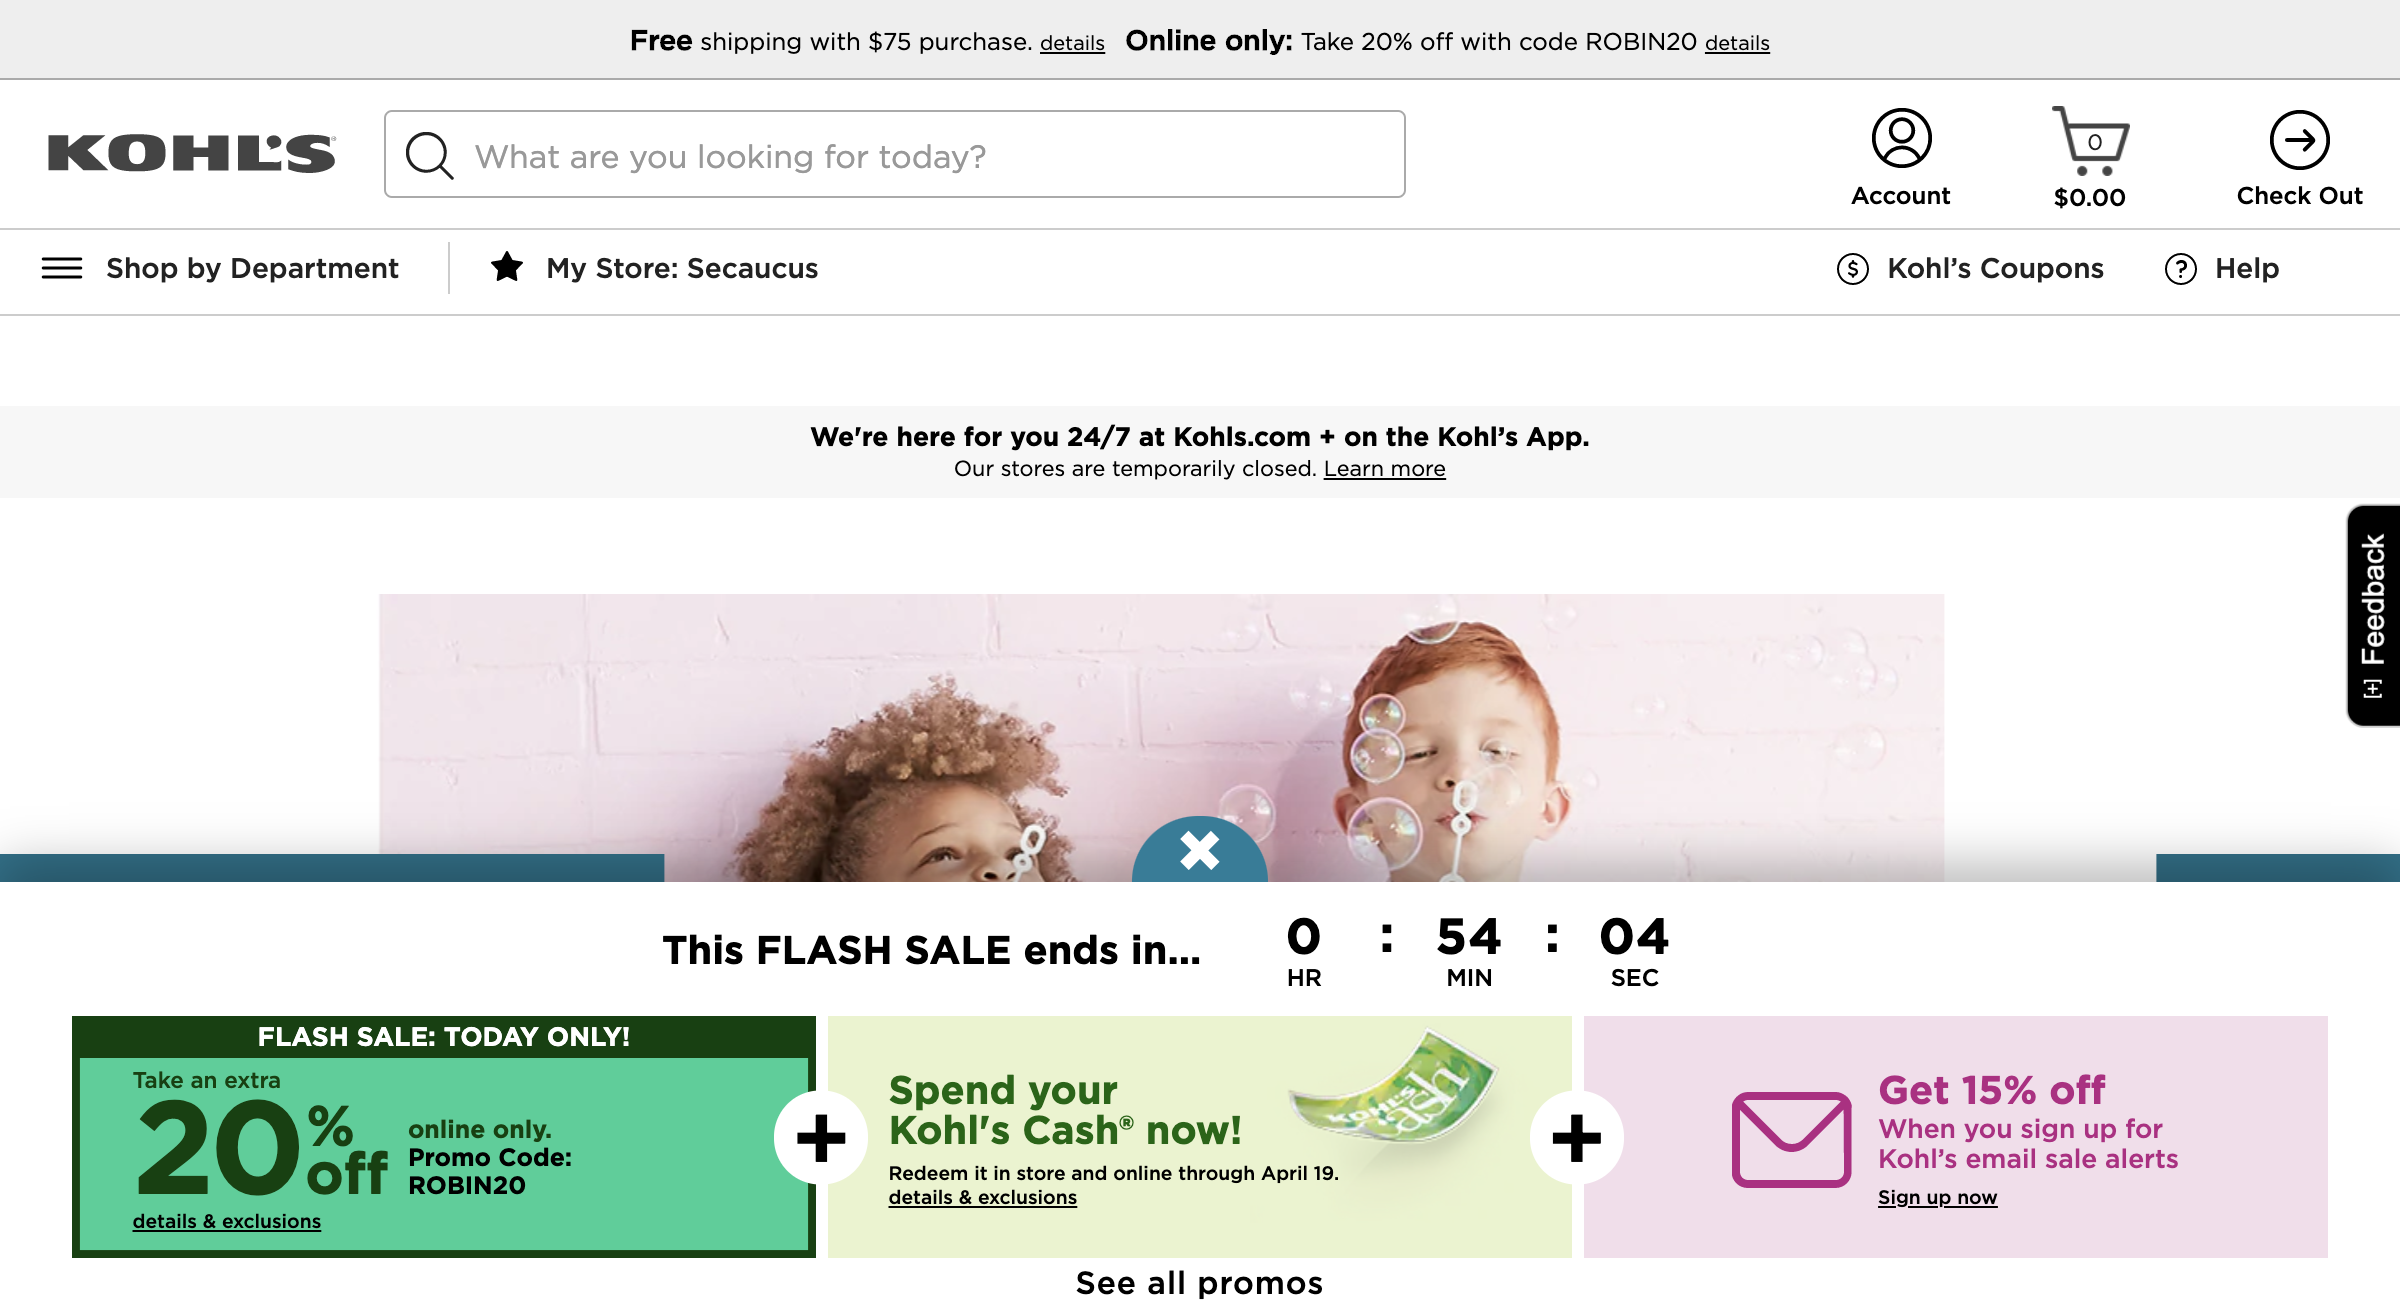 Free shipping with $75 purchase. details Online only: Take 20% off with code ROBIN20 details
KOHL'S
What are you looking for today?
Account
0
$0.00
Check Out
Shop by Department
My Store: Secaucus
$ Kohl’s Coupons
? Help
We're here for you 24/7 at Kohls.com + on the Kohl’s App.
Our stores are temporarily closed. Learn more
[+] Feedback
This FLASH SALE ends in...
0 : 54 : 04
HR MIN SEC
FLASH SALE: TODAY ONLY!
Take an extra
20% off
online only.
Promo Code:
ROBIN20
details & exclusions
+
Spend your
Kohl's Cash® now!
Redeem it in store and online through April 19.
details & exclusions
KOHL'S
Cash
+
Get 15% off
When you sign up for
Kohl’s email sale alerts
Sign up now
See all promos